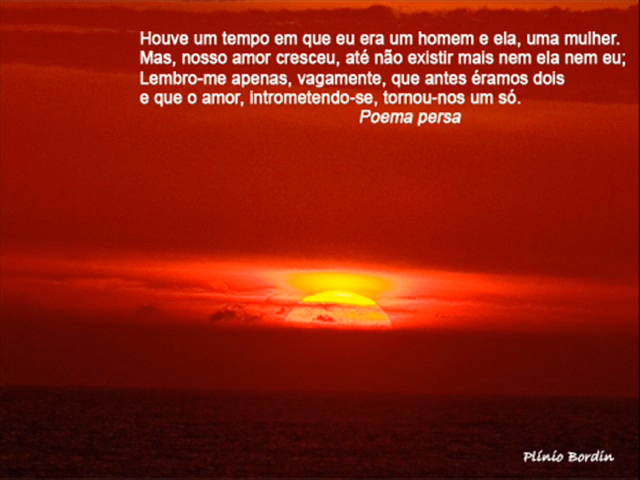 Houve um tempo em que eu era um homem e ela, uma mulher.
Mas, nosso amor cresceu, até não existir mais nem ela nem eu;
Lembro-me apenas, vagamente, que antes éramos dois
e que o amor, intrometendo-se, tornou-nos um só.
Poema persa
Plínio Bordin